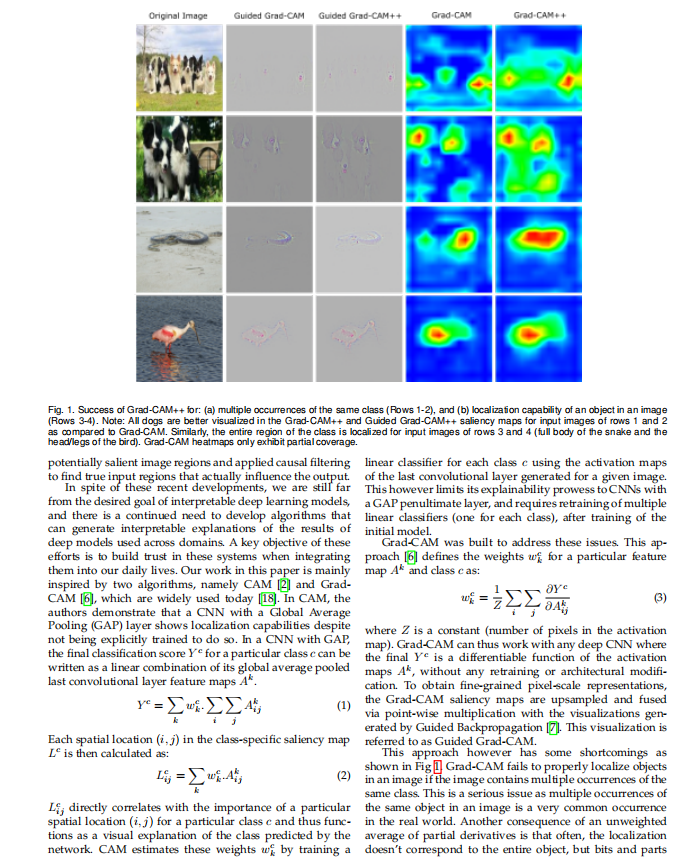 Original Image Guided Grad-CAM Guided Grad-CAM++ Grad-CAM Grad-CAM++
Fig. 1. Success of Grad-CAM++ for: (a) multiple occurrences of the same class (Rows 1-2), and (b) localization capability of an object in an image
(Rows 3-4). Note: All dogs are better visualized in the Grad-CAM++ and Guided Grad-CAM++ saliency maps for input images of rows 1 and 2
as compared to Grad-CAM. Similarly, the entire region of the class is localized for input images of rows 3 and 4 (full body of the snake and the
head/legs of the bird). Grad-CAM heatmaps only exhibit partial coverage.
potentially salient image regions and applied causal filtering
to find true input regions that actually influence the output.
In spite of these recent developments, we are still far
from the desired goal of interpretable deep learning models,
and there is a continued need to develop algorithms that
can generate interpretable explanations of the results of
deep models used across domains. A key objective of these
efforts is to build trust in these systems when integrating
them into our daily lives. Our work in this paper is mainly
inspired by two algorithms, namely CAM [2] and Grad-
CAM [6], which are widely used today [18]. In CAM, the
authors demonstrate that a CNN with a Global Average
Pooling (GAP) layer shows localization capabilities despite
not being explicitly trained to do so. In a CNN with GAP,
the final classification score Y^c for a particular class c can be
written as a linear combination of its global average pooled
last convolutional layer feature maps A^k.
Y^c = ∑_k w_k^c. ∑_i ∑_j A_{ij}^k (1)
Each spatial location (i, j) in the class-specific saliency map
L^c is then calculated as:
L_{ij}^c = ∑_k w_k^c.A_{ij}^k (2)
L_{ij}^c directly correlates with the importance of a particular
spatial location (i, j) for a particular class c and thus func-
tions as a visual explanation of the class predicted by the
network. CAM estimates these weights w_k^c by training a
linear classifier for each class c using the activation maps
of the last convolutional layer generated for a given image.
This however limits its explainability prowess to CNNs with
a GAP penultimate layer, and requires retraining of multiple
linear classifiers (one for each class), after training of the
initial model.
Grad-CAM was built to address these issues. This ap-
proach [6] defines the weights w_k^c for a particular feature
map A^k and class c as:
w_k^c = 1/Z ∑_i ∑_j ∂Y^c/∂A_{ij}^k (3)
where Z is a constant (number of pixels in the activation
map). Grad-CAM can thus work with any deep CNN where
the final Y^c is a differentiable function of the activation
maps A^k, without any retraining or architectural modifi-
cation. To obtain fine-grained pixel-scale representations,
the Grad-CAM saliency maps are upsampled and fused
via point-wise multiplication with the visualizations gen-
erated by Guided Backpropagation [7]. This visualization is
referred to as Guided Grad-CAM.
This approach however has some shortcomings as
shown in Fig 1. Grad-CAM fails to properly localize objects
in an image if the image contains multiple occurrences of the
same class. This is a serious issue as multiple occurrences of
the same object in an image is a very common occurrence
in the real world. Another consequence of an unweighted
average of partial derivatives is that often, the localization
doesn't correspond to the entire object, but bits and parts